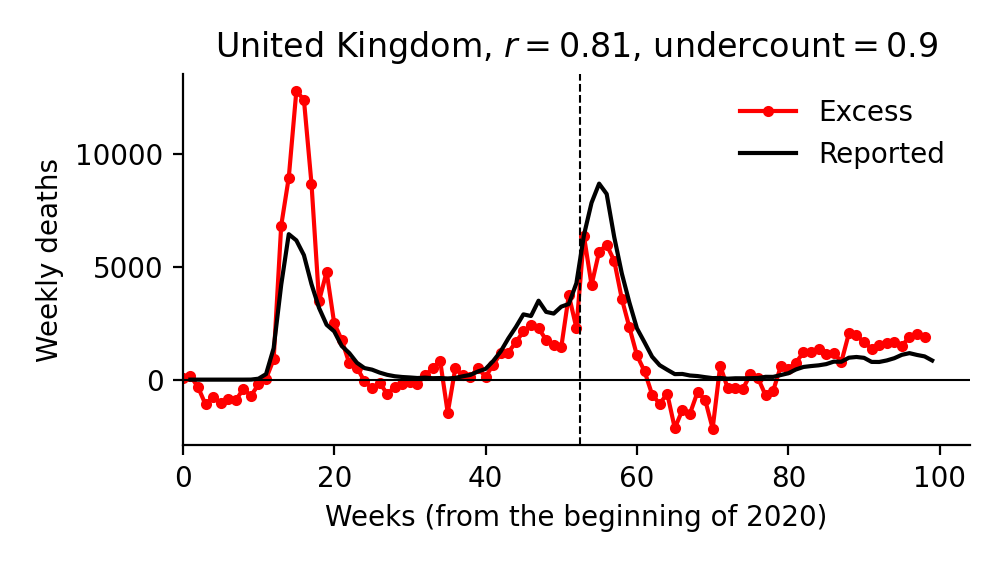 United Kingdom, r = 0.81, undercount = 0.9
Excess
Reported
Weekly deaths
10000
5000
0
0 20 40 60 80 100
Weeks (from the beginning of 2020)